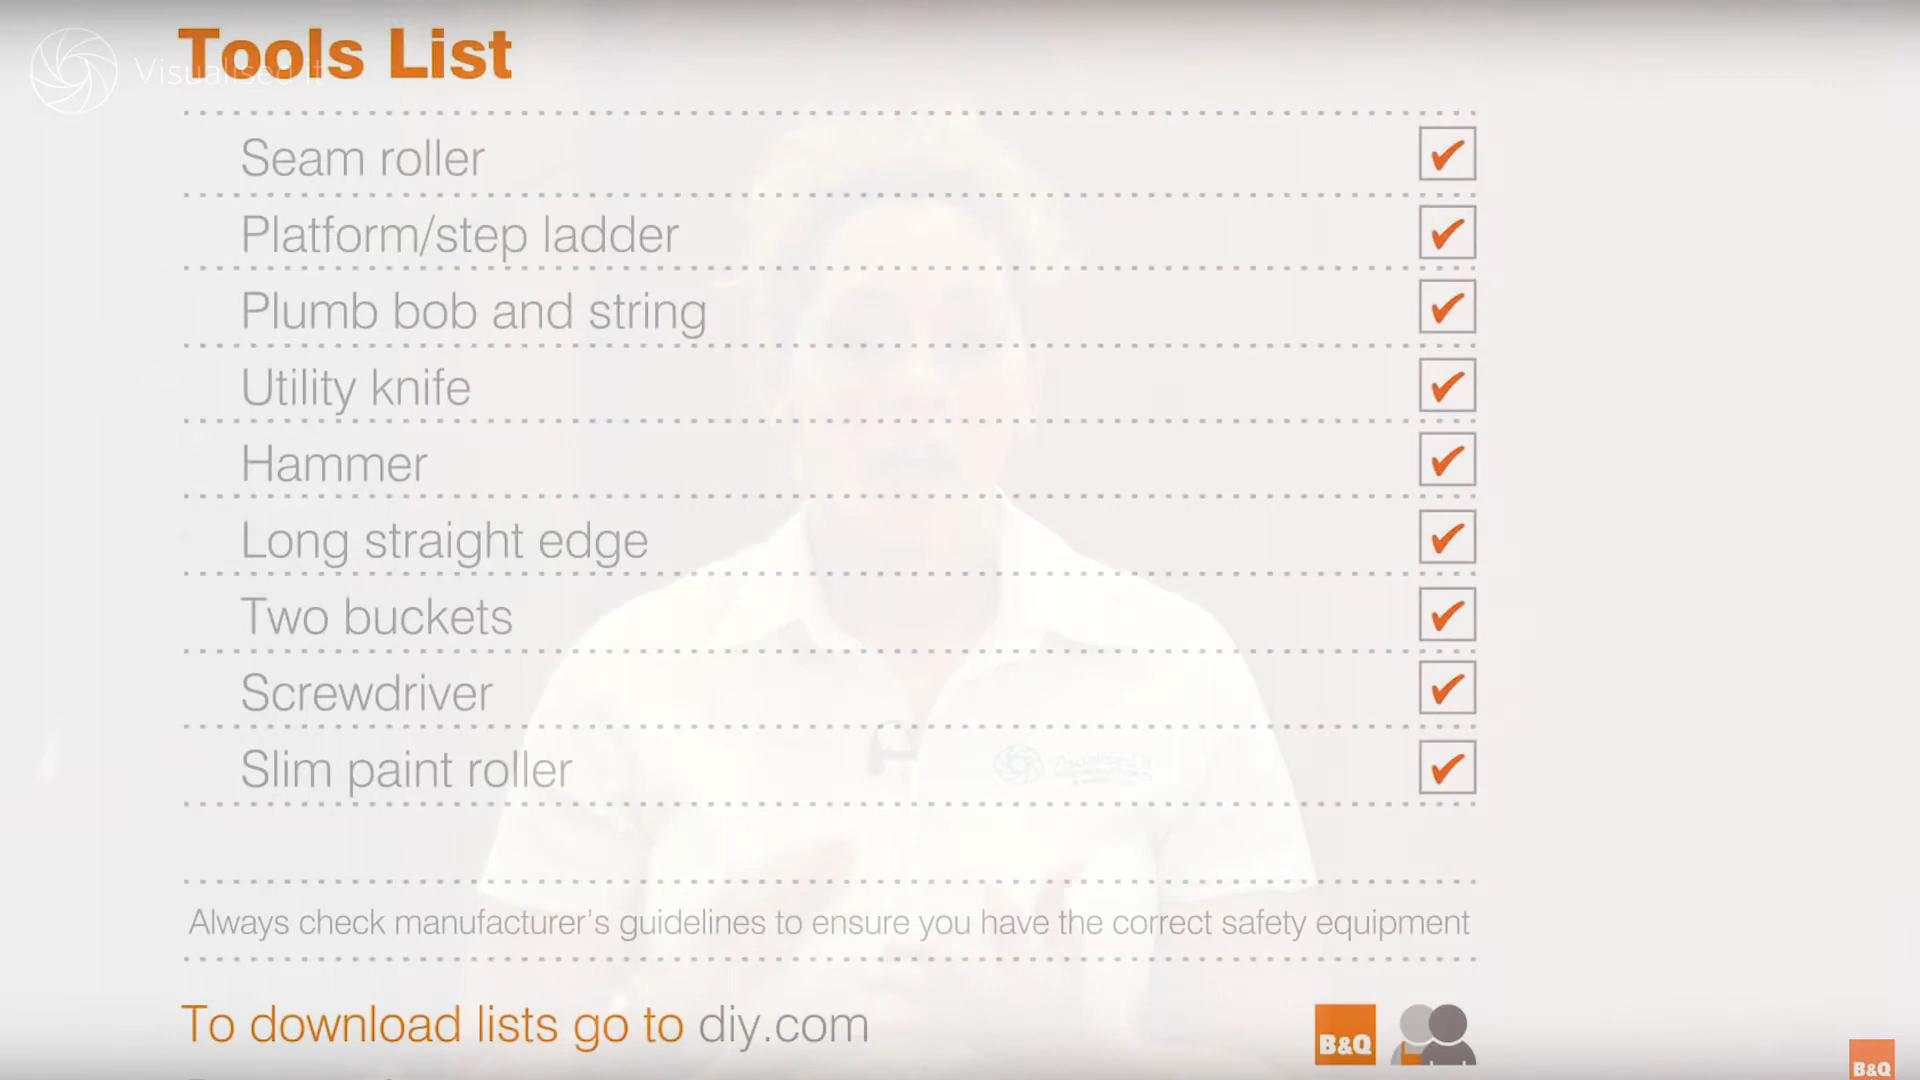 Tools List
Visualised it
Seam roller
Platform/step ladder
Plumb bob and string
Utility knife
Hammer
Long straight edge
Two buckets
Screwdriver
Slim paint roller
Always check manufacturer's guidelines to ensure you have the correct safety equipment
To download lists go to diy.com
B&Q
B&Q